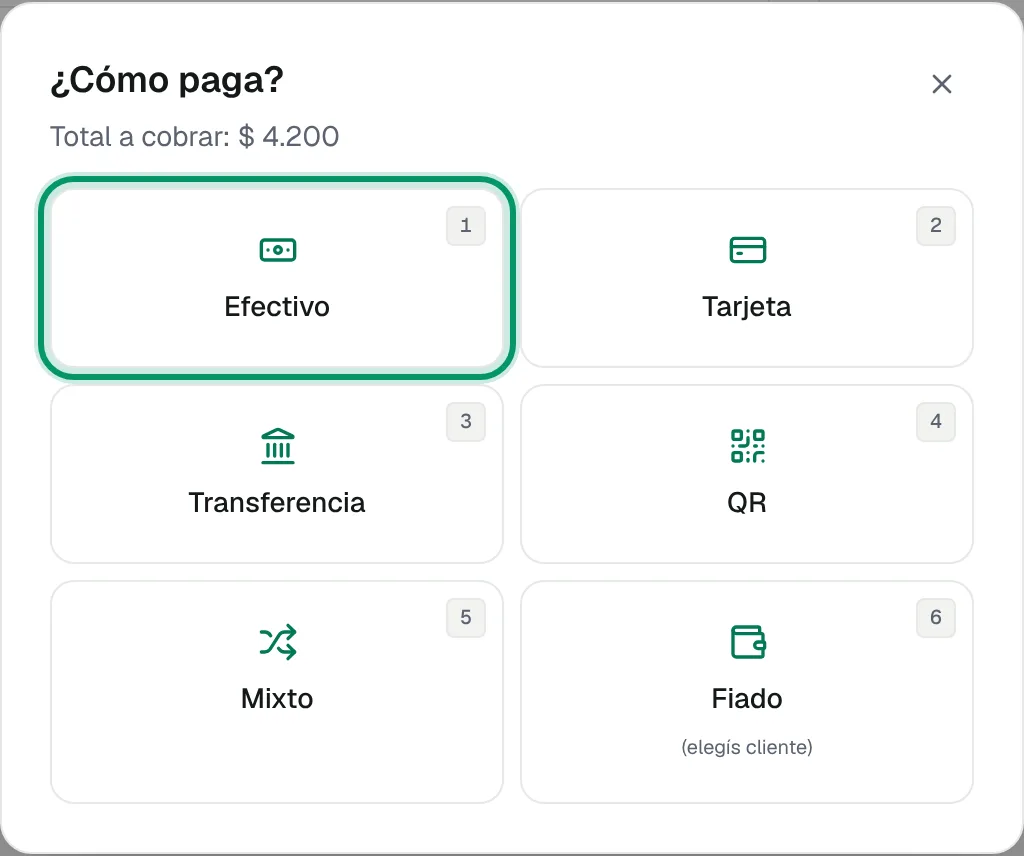 ¿Cómo paga?
Total a cobrar: $ 4.200
1
Efectivo
2
Tarjeta
3
Transferencia
4
QR
5
Mixto
6
Fiado
(elegís cliente)